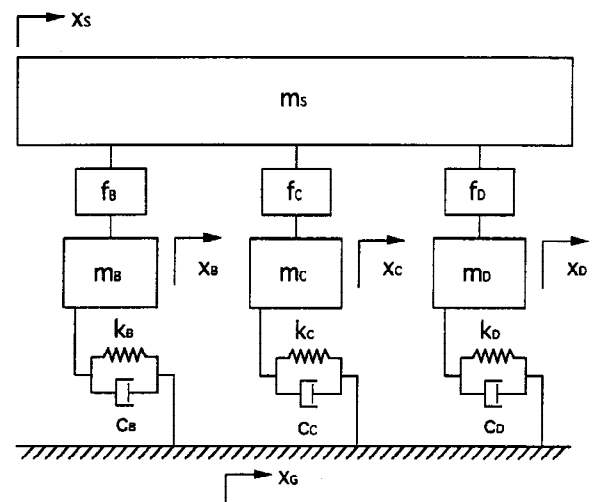 xS
mS
fB fC fD
mB xB mC xC mD xD
kB kC kD
cB cC cD
xG